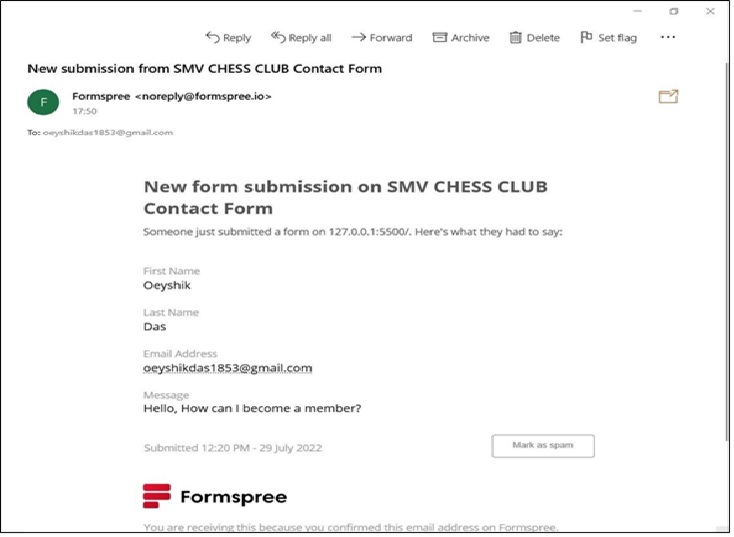 Reply Reply all Forward Archive Delete Set flag ...
New submission from SMV CHESS CLUB Contact Form
F
Formspree <noreply@formspree.io>
17:50
To: oeyshikdas1853@gmail.com
New form submission on SMV CHESS CLUB
Contact Form
Someone just submitted a form on 127.0.0.1:5500/. Here's what they had to say:
First Name
Oeyshik
Last Name
Das
Email Address
oeyshikdas1853@gmail.com
Message
Hello, How can I become a member?
Submitted 12:20 PM - 29 July 2022
Mark as spam
Formspree
You are receiving this because you confirmed this email address on Formspree.